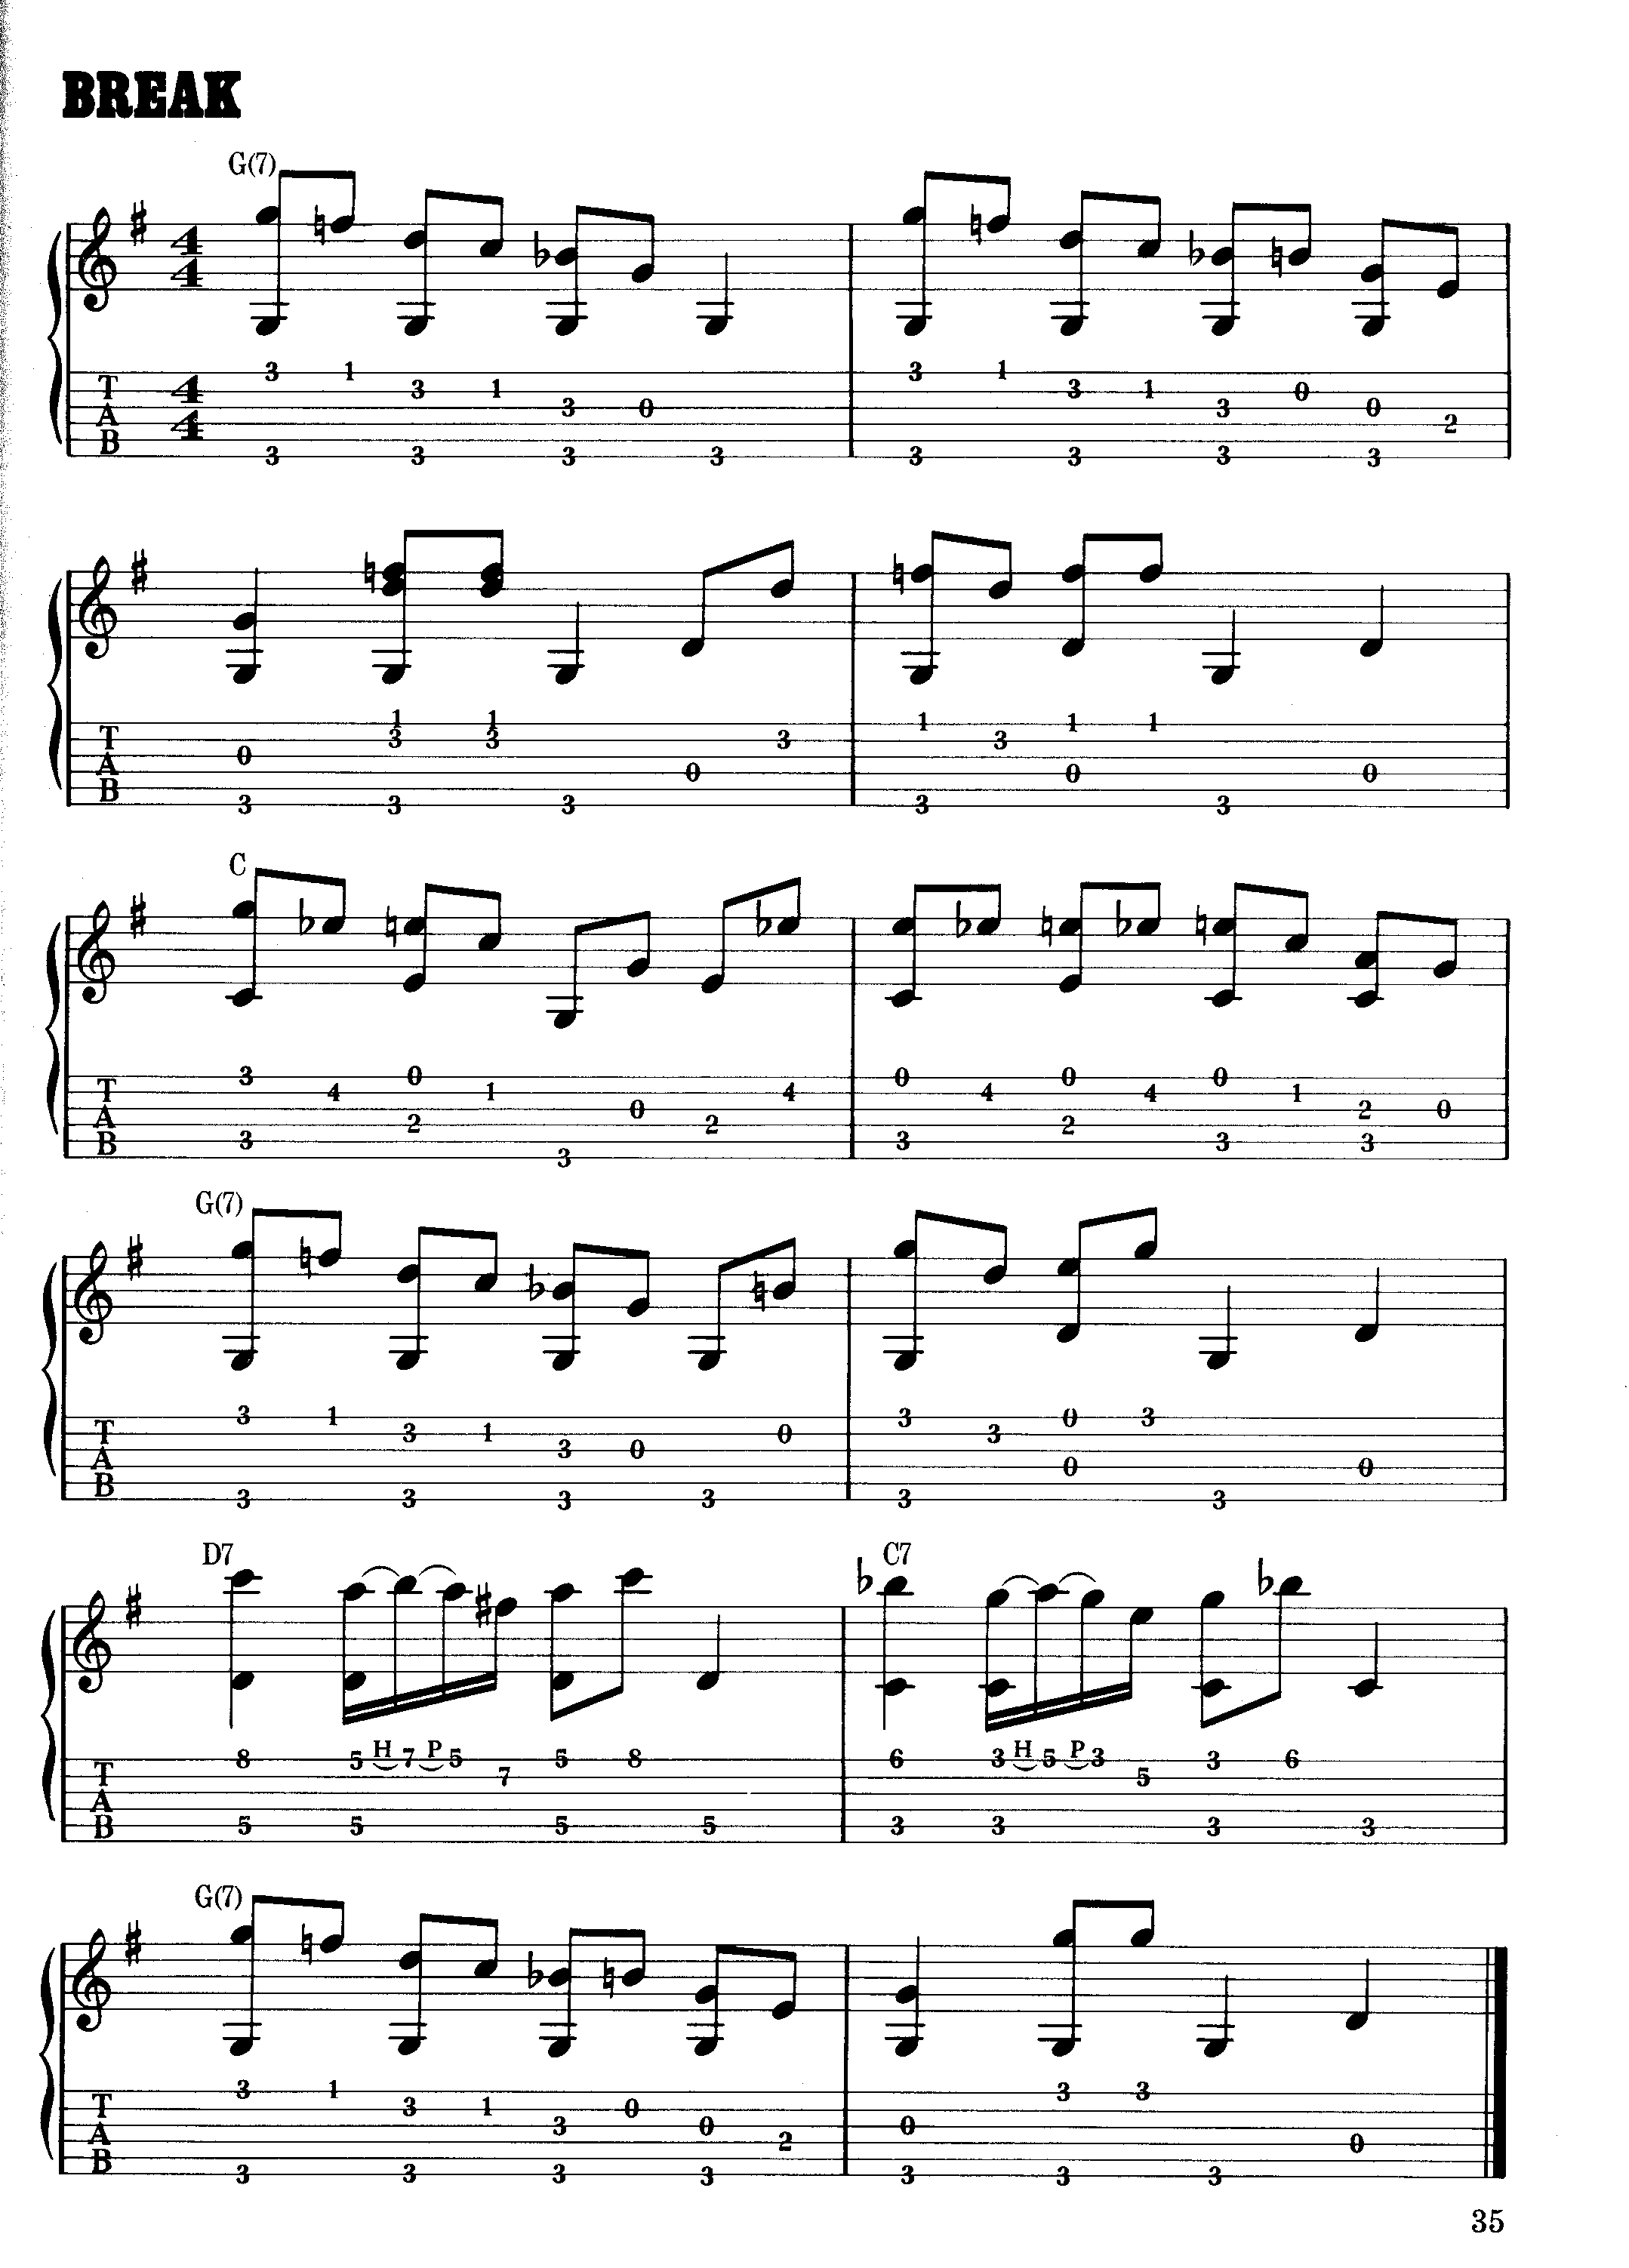 BREAK
G(7)
4 4
3 1 3 1 3 0 3 1 3 1 3 0 0 2
T A B 4 4
3 3 3 3 3 3 3 3
0 1 3 1 3 0 3 1 3 1 0 1 0
T A B
3 3 3 3 3
C
3 4 0 2 1 0 2 4 0 4 0 2 4 0 1 2 0
T A B
3 3 3 3 3
G(7)
3 1 3 1 3 0 0 3 3 0 0 3 0
T A B
3 3 3 3 3 3
D7 C7
8 5 H 7 P 5 7 5 8 6 3 H 5 P 3 5 3 6
T A B
5 5 5 5 3 3 3 3
G(7)
3 1 3 1 3 0 0 2 0 3 3 0
T A B
3 3 3 3 3 3 3
35